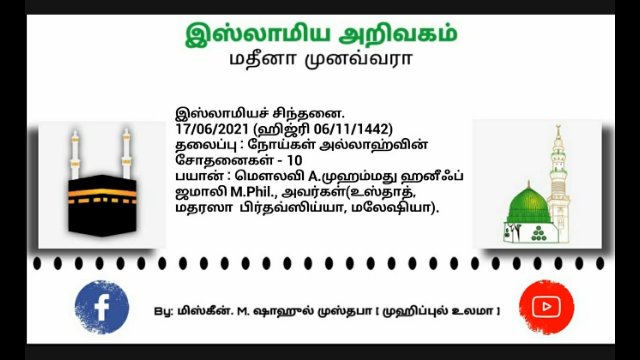 இஸ்லாமிய அறிவகம்
மதீனா முனவ்வரா
இஸ்லாமியச் சிந்தனை.
17/06/2021 (ஹிஜ்ரி 06/11/1442)
தலைப்பு : நோய்கள் அல்லாஹ்வின்
சோதனைகள் - 10
பயான் : மௌலவி A.முஹம்மது ஹனீஃப்
ஜமாலி M.Phil., அவர்கள்(உஸ்தாத்,
மதரஸா பிர்தவ்ஸிய்யா, மலேஷியா).
By: மிஸ்கீன். M. ஷாஹுல் முஸ்தபா [ முஹிப்புல் உலமா ]